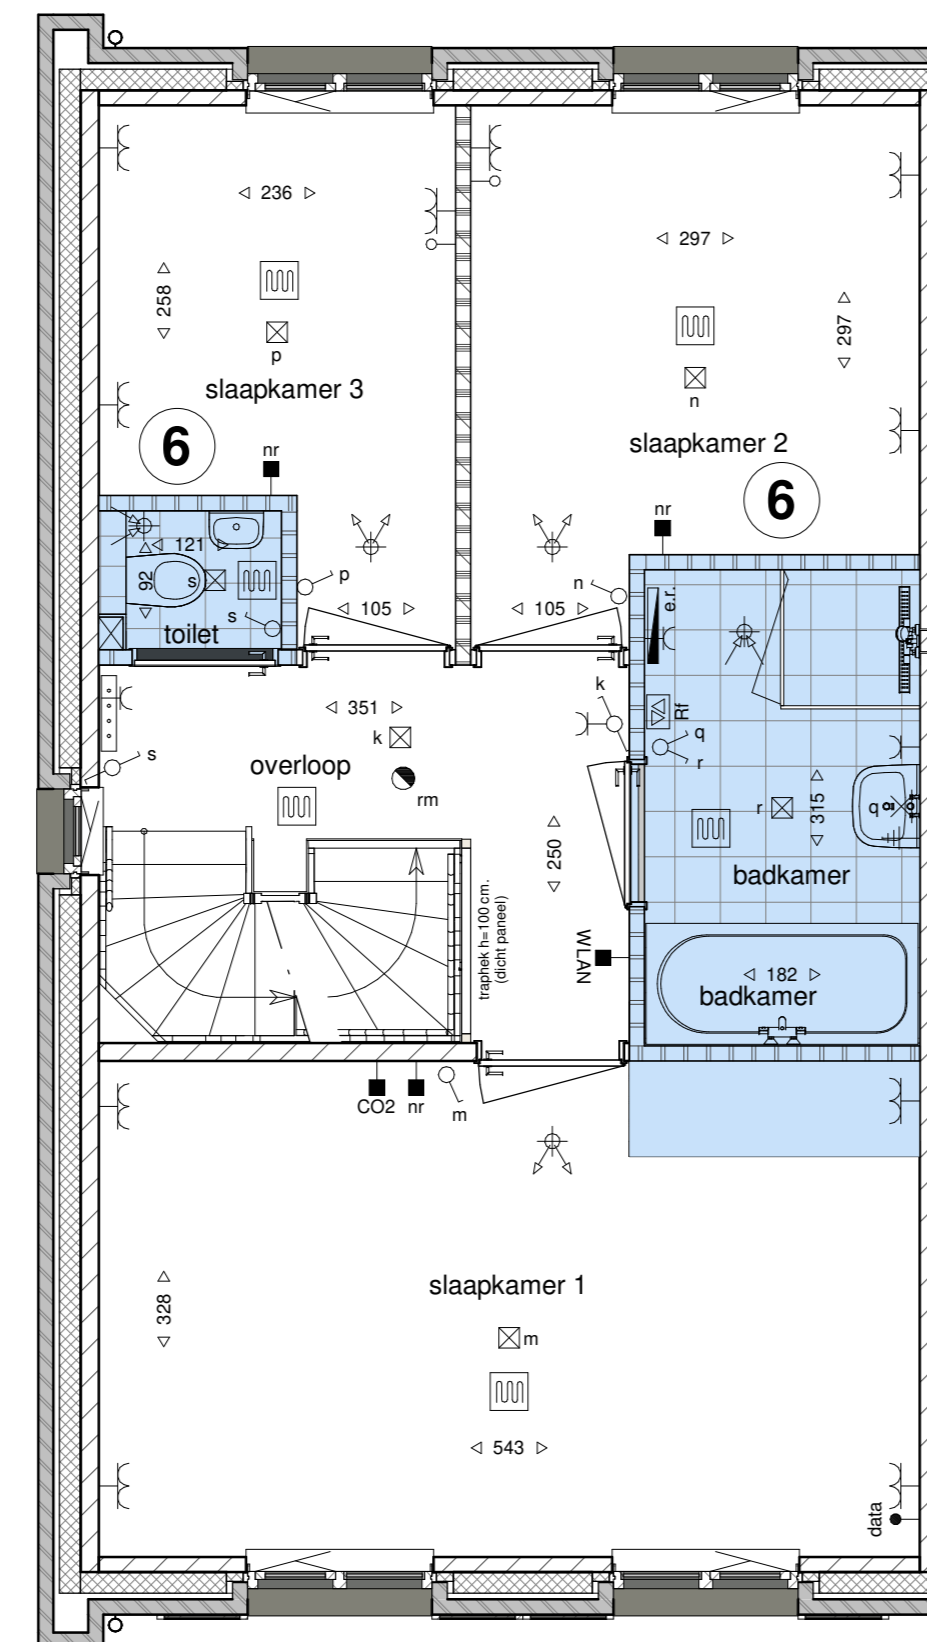 236
297
258
297
p
n
slaapkamer 3
slaapkamer 2
6
6
nr
nr
121
92
s
p
n
e.r.
s
105
105
toilet
k
Rf
351
q
k
s
r
overloop
rm
r
315
q
250
badkamer
traphek h=100 cm.
(dicht paneel)
WLAN
182
badkamer
CO2
nr
m
slaapkamer 1
328
m
543
data